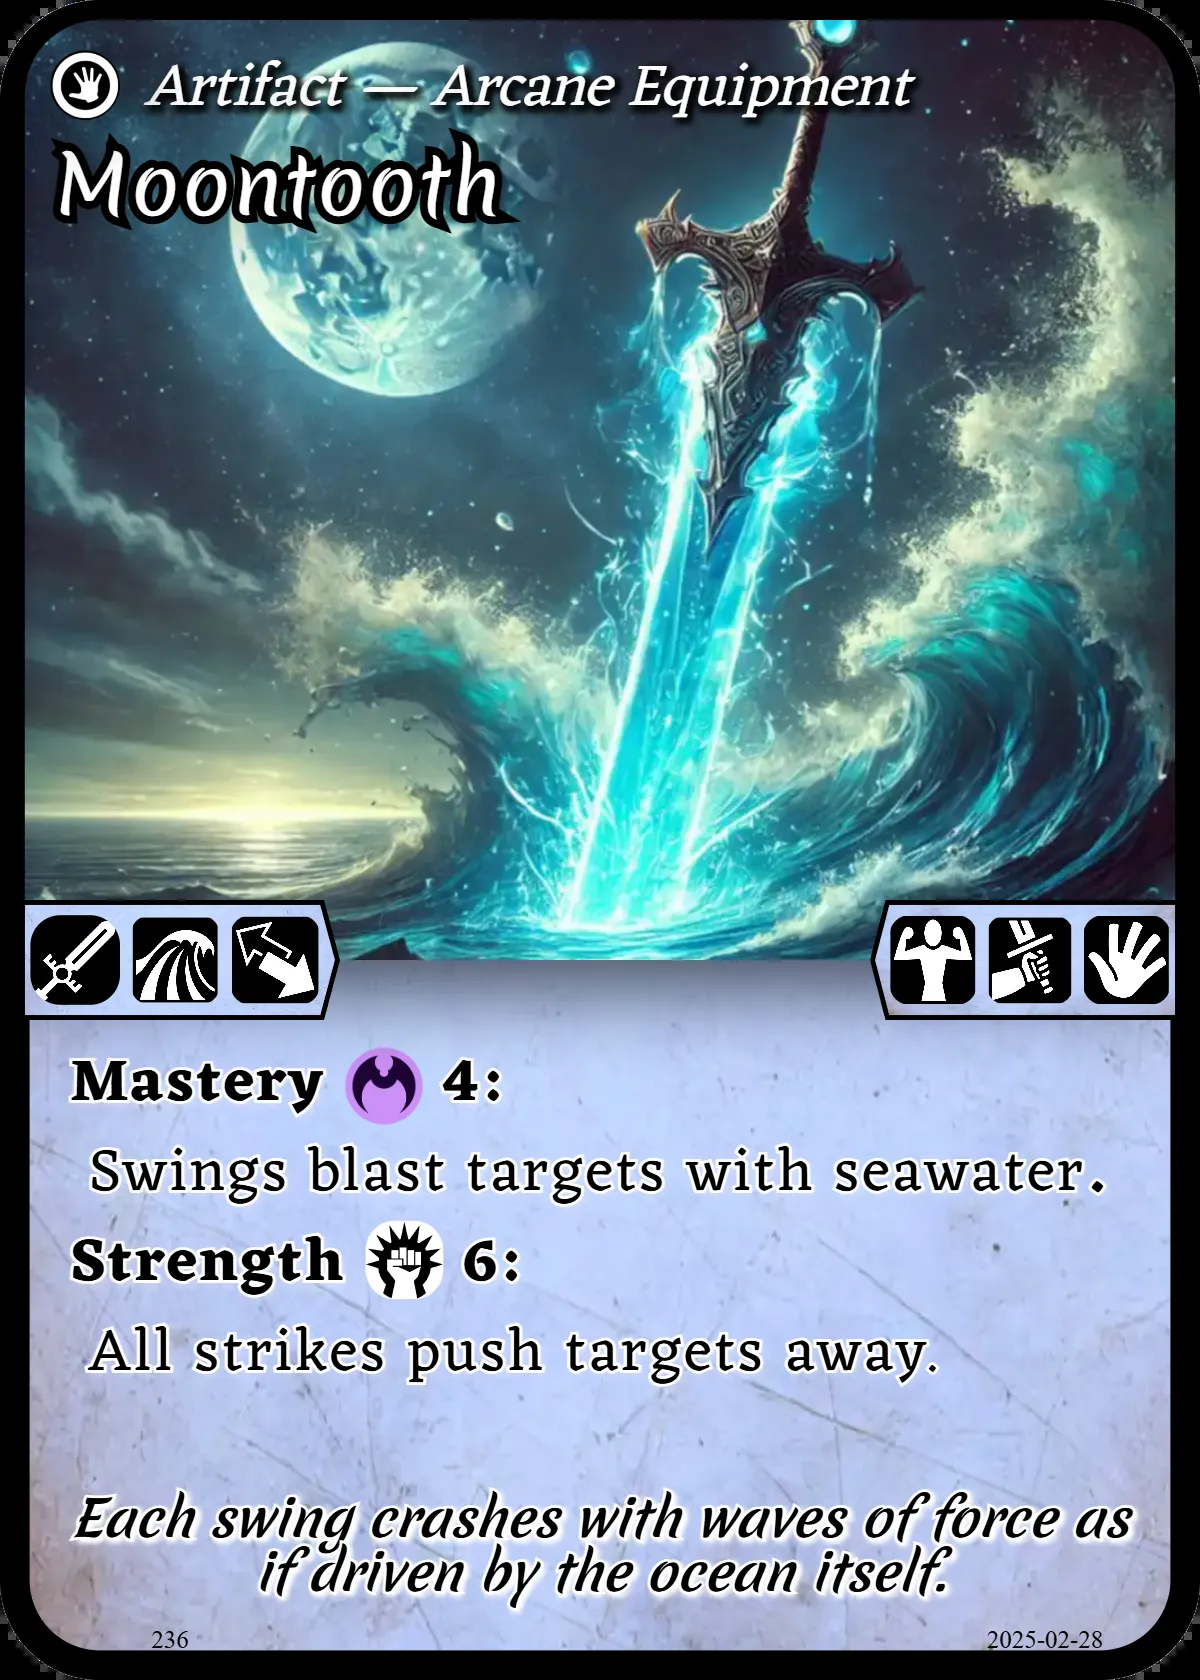 Artifact — Arcane Equipment
Moontooth
Mastery 4:
Swings blast targets with seawater.
Strength 6:
All strikes push targets away.
Each swing crashes with waves of force as
if driven by the ocean itself.
236 2025-02-28